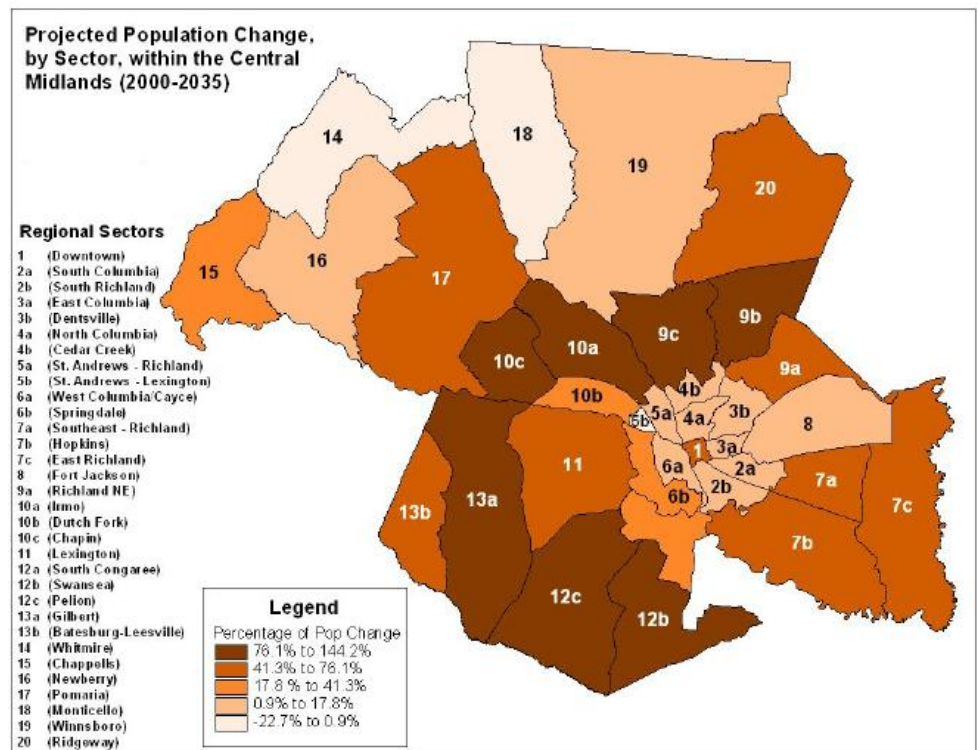 Projected Population Change,
by Sector, within the Central
Midlands (2000-2035)
14
18
19
20
15
16
17
Regional Sectors
1 (Downtown)
2a (South Columbia)
2b (South Richland)
3a (East Columbia)
3b (Dentsville)
4a (North Columbia)
4b (Cedar Creek)
5a (St. Andrews - Richland)
5b (St. Andrews - Lexington)
6a (West Columbia/Cayce)
6b (Springdale)
7a (Southeast - Richland)
7b (Hopkins)
7c (East Richland)
8 (Fort Jackson)
9a (Richland NE)
10a (Irmo)
10b (Dutch Fork)
10c (Chapin)
11 (Lexington)
12a (South Congaree)
12b (Swansea)
12c (Pelion)
13a (Gilbert)
13b (Batesburg-Leesville)
14 (Whitmire)
15 (Chappells)
16 (Newberry)
17 (Pomaria)
18 (Monticello)
19 (Winnsboro)
20 (Ridgeway)
10c
10a
9c
9b
9a
10b
4b
5b
5a
4a
3b
8
1
3a
11
6a
2a
7a
13b
13a
6b
2b
7c
7b
12c
12b
Legend
Percentage of Pop Change
76.1% to 144.2%
41.3% to 76.1%
17.8 % to 41.3%
0.9% to 17.8%
-22.7% to 0.9%